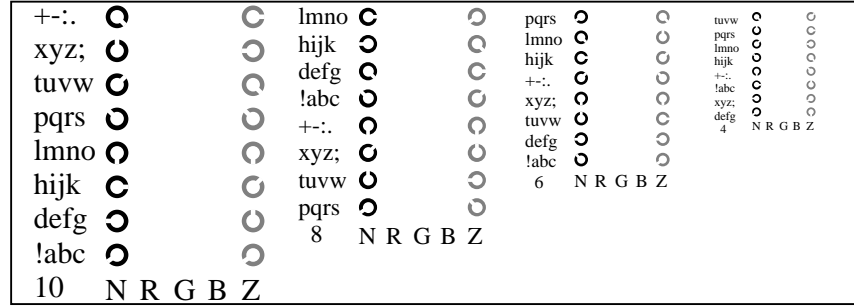 +-:.
xyz;
tuvw
pqrs
lmno
hijk
defg
!abc
10 N R G B Z
lmno
hijk
defg
!abc
+-:.
xyz;
tuvw
pqrs
8 N R G B Z
pqrs
lmno
hijk
+-:.
xyz;
tuvw
defg
!abc
6 N R G B Z
tuvw
pqrs
lmno
hijk
+-:.
!abc
xyz;
defg
4 N R G B Z